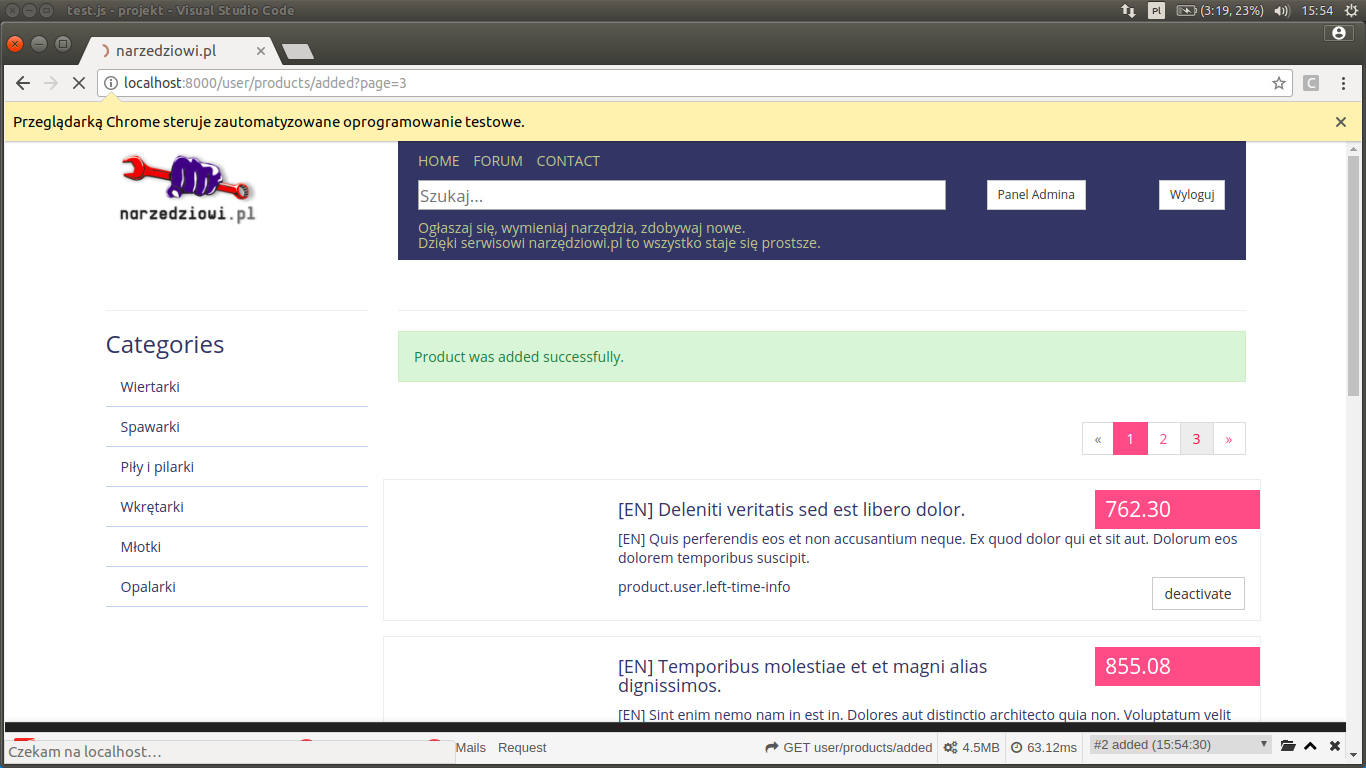 test.js - projekt - Visual Studio Code
Pl
(3:19, 23%)
15:54
narzedziowi.pl
localhost:8000/user/products/added?page=3
C
Przeglądarką Chrome steruje zautomatyzowane oprogramowanie testowe.
narzedziowi.pl
HOME FORUM CONTACT
Szukaj...
Panel Admina
Wyloguj
Ogłaszaj się, wymieniaj narzędzia, zdobywaj nowe.
Dzięki serwisowi narzędziowi.pl to wszystko staje się prostsze.
Categories
Wiertarki
Spawarki
Piły i pilarki
Wkrętarki
Młotki
Opalarki
Product was added successfully.
« 1 2 3 »
[EN] Deleniti veritatis sed est libero dolor.
762.30
[EN] Quis perferendis eos et non accusantium neque. Ex quod dolor qui et sit aut. Dolorum eos
dolorem temporibus suscipit.
product.user.left-time-info
deactivate
[EN] Temporibus molestiae et et magni alias
dignissimos.
855.08
[EN] Sint enim nemo nam in est in. Dolores aut distinctio architecto quia non. Voluptatum velit
Czekam na localhost...
Mails Request
GET user/products/added
4.5MB
63.12ms
#2 added (15:54:30)